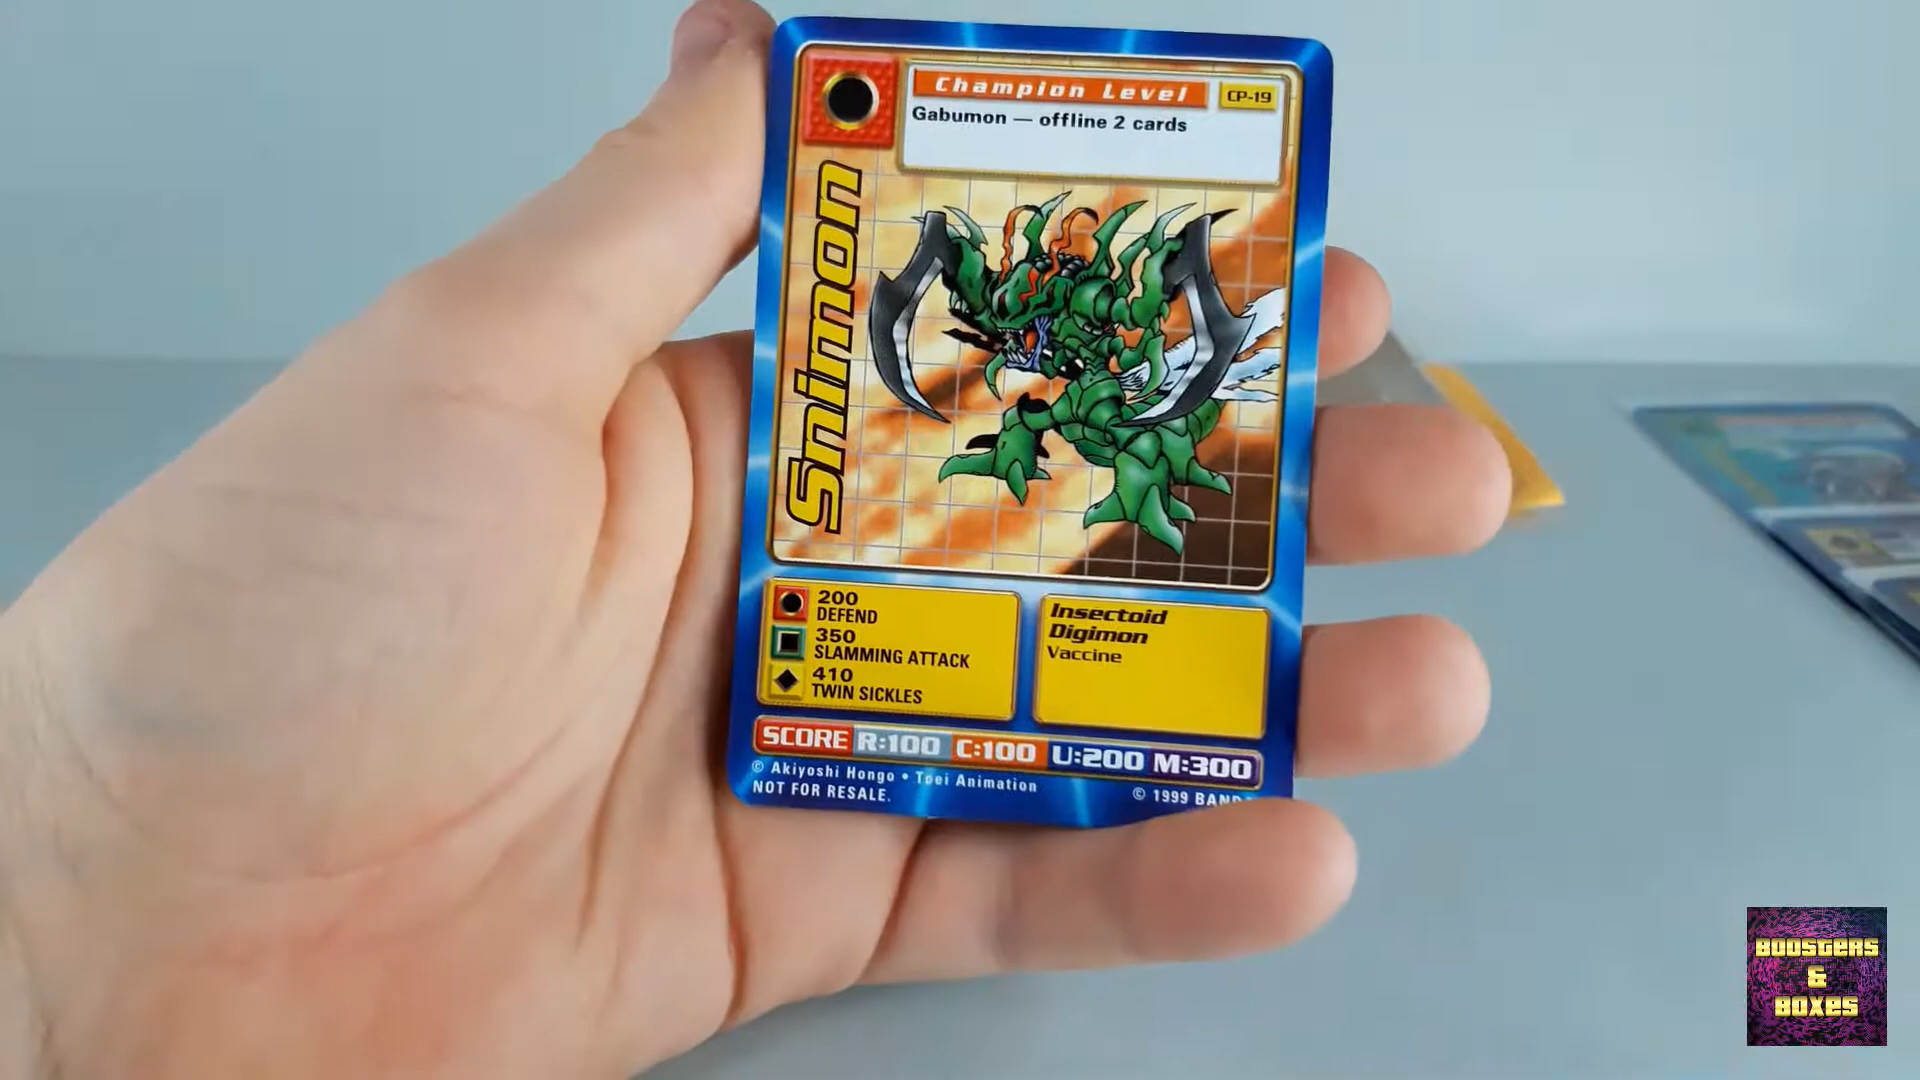 Champion Level
CP-19
Gabumon — offline 2 cards
Snimon
200
DEFEND
350
SLAMMING ATTACK
410
TWIN SICKLES
Insectoid
Digimon
Vaccine
SCORE R:100 C:100 U:200 M:300
© Akiyoshi Hongo • Toei Animation
NOT FOR RESALE.
© 1999
BOOSTERS
&
BOXES